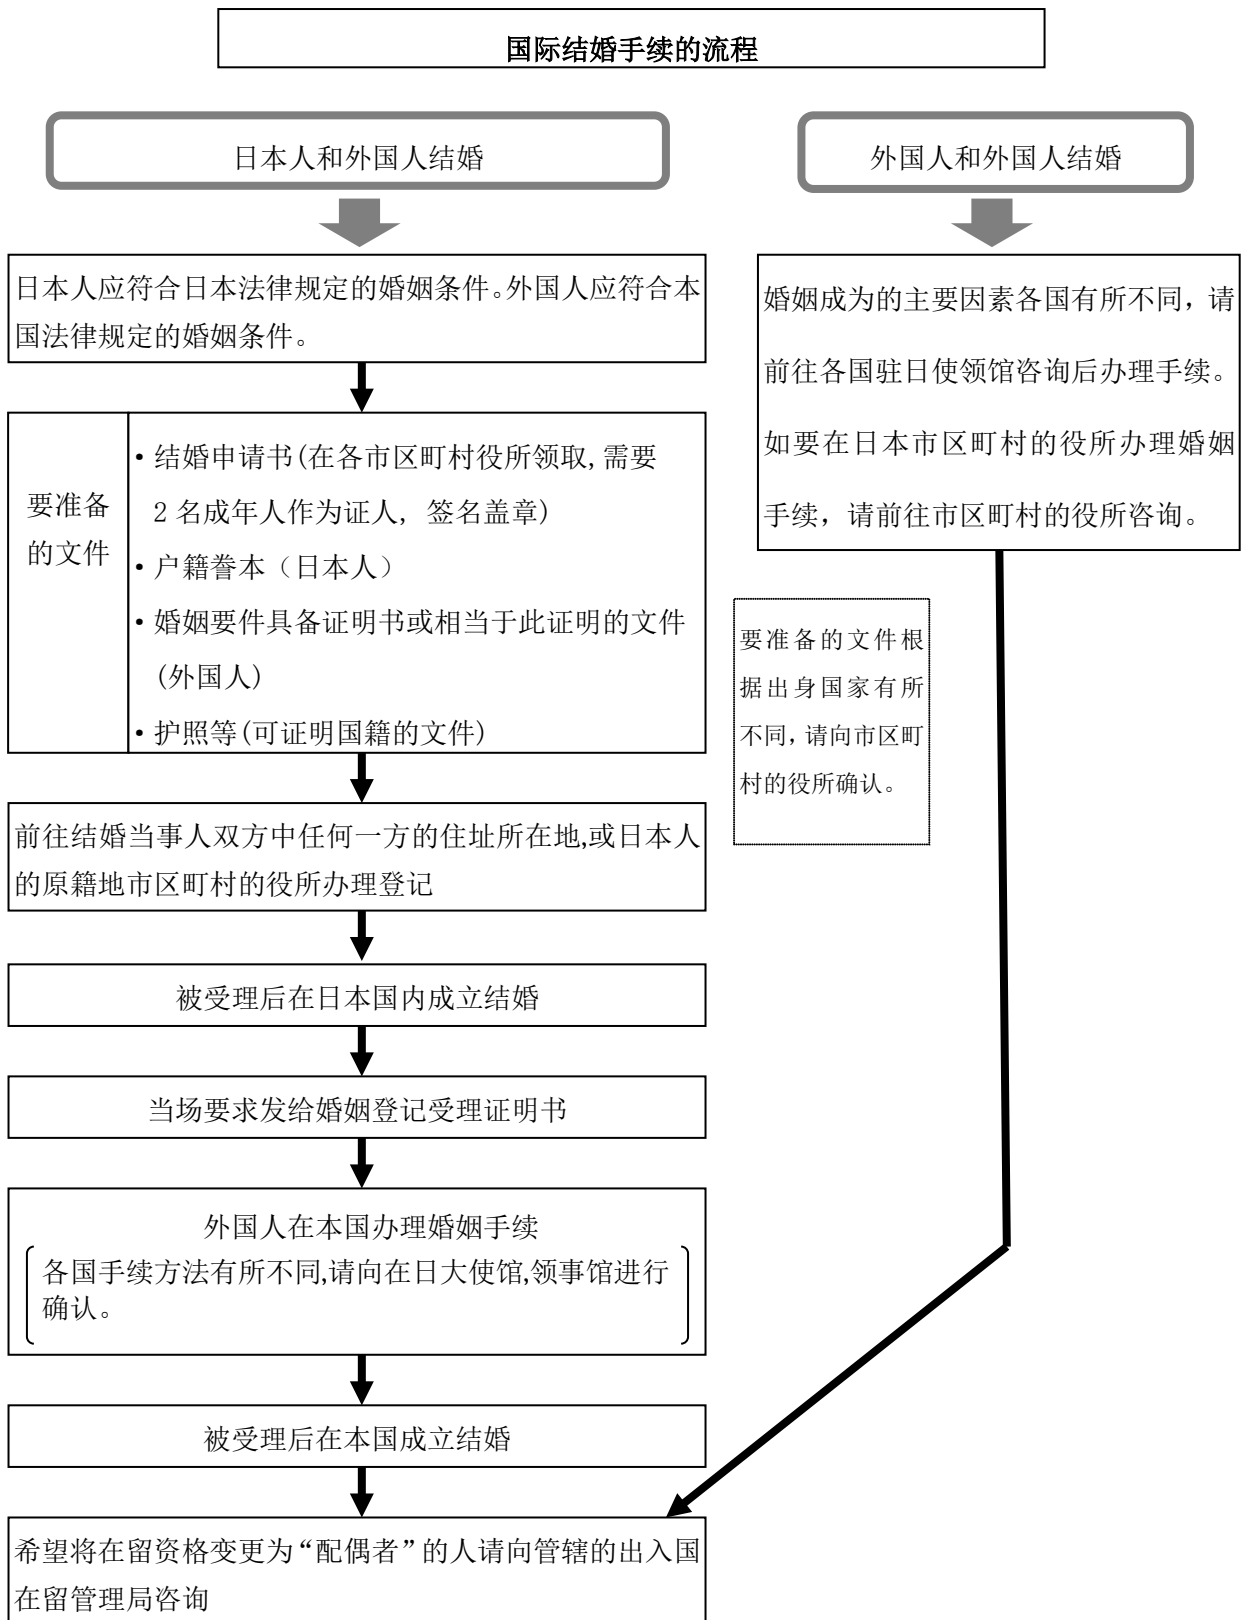 国际结婚手续的流程
日本人和外国人结婚
外国人和外国人结婚
日本人应符合日本法律规定的婚姻条件。外国人应符合本
国法律规定的婚姻条件。
婚姻成为的主要因素各国有所不同，请
前往各国驻日使领馆咨询后办理手续。
如要在日本市区町村的役所办理婚姻
手续，请前往市区町村的役所咨询。
要准备
的文件
・结婚申请书(在各市区町村役所领取,需要
2 名成年人作为证人, 签名盖章)
・户籍誊本（日本人）
・婚姻要件具备证明书或相当于此证明的文件
(外国人)
・护照等(可证明国籍的文件)
要准备的文件根
据出身国家有所
不同，请向市区町
村的役所确认。
前往结婚当事人双方中任何一方的住址所在地,或日本人
的原籍地市区町村的役所办理登记
被受理后在日本国内成立结婚
当场要求发给婚姻登记受理证明书
外国人在本国办理婚姻手续
各国手续方法有所不同,请向在日大使馆,领事馆进行
确认。
被受理后在本国成立结婚
希望将在留资格变更为“配偶者”的人请向管辖的出入国
在留管理局咨询